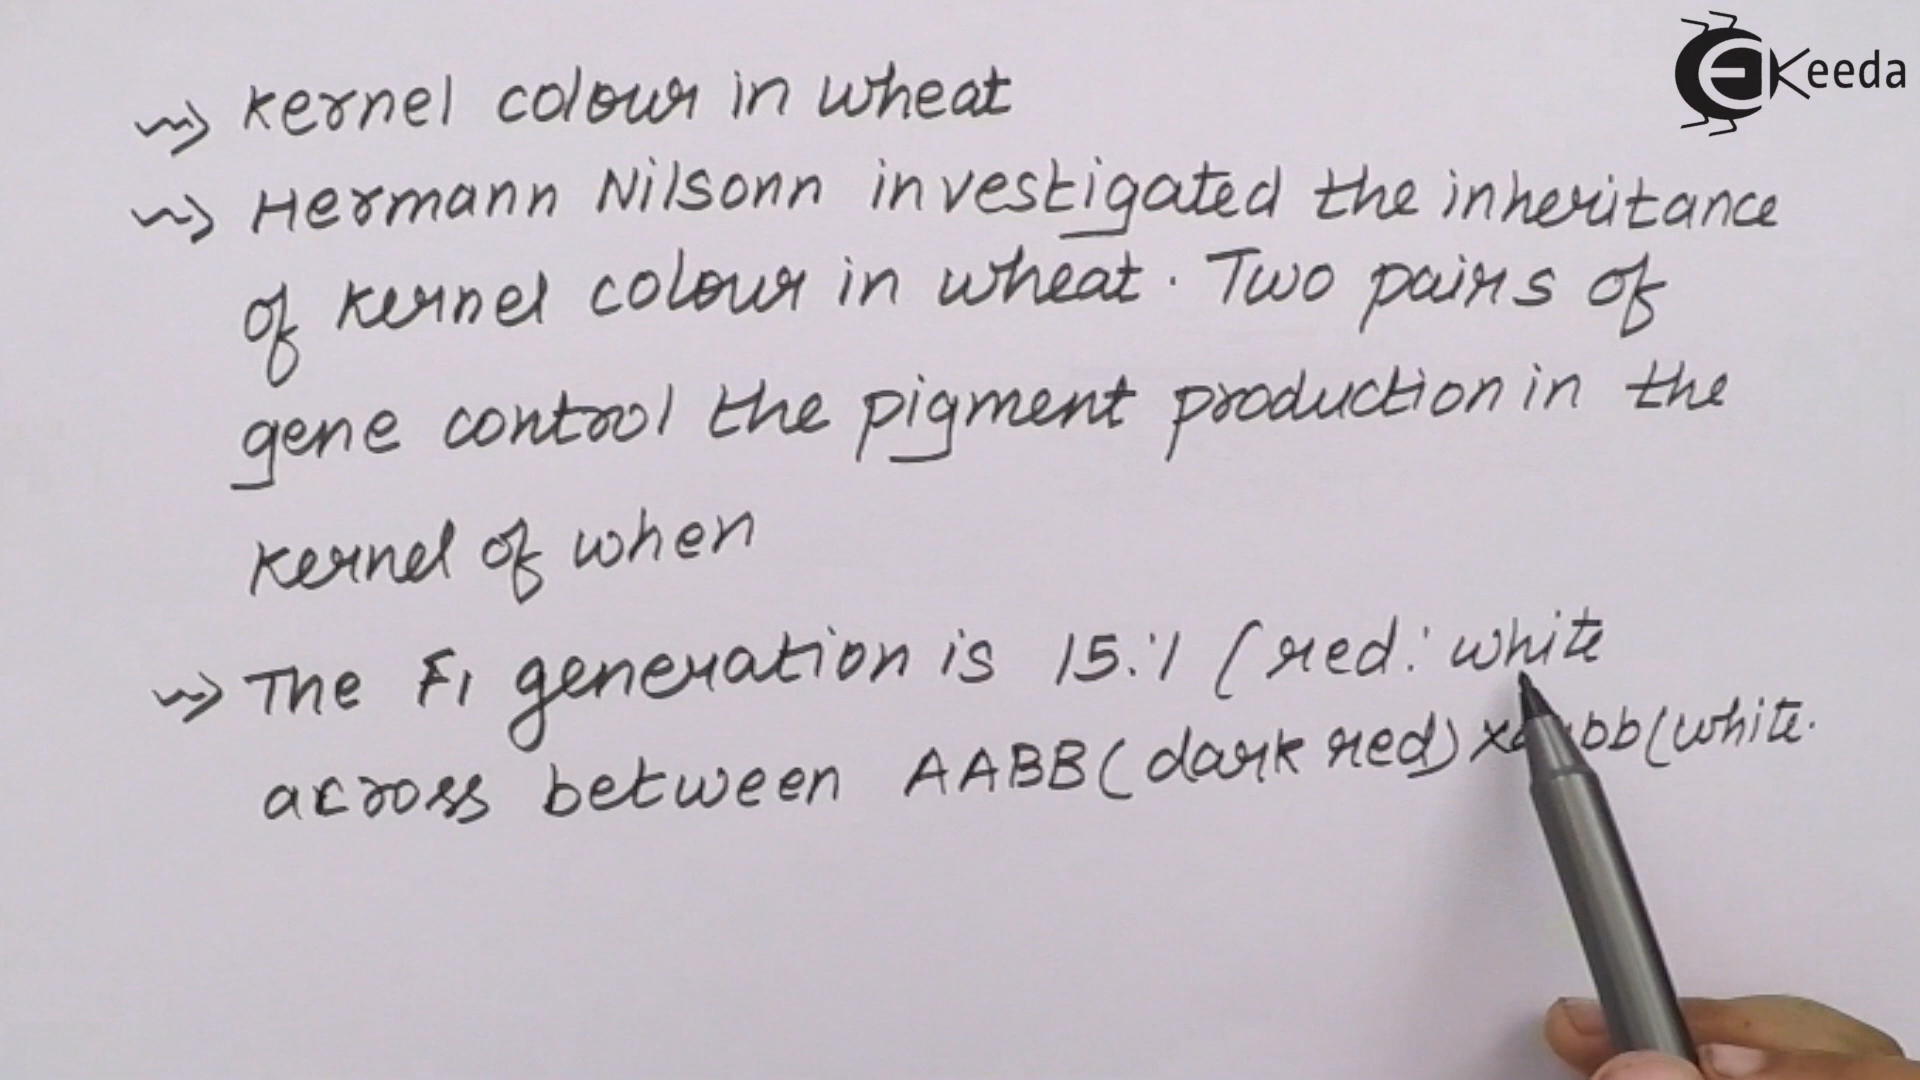 Keeda
Kernel colour in wheat
Hermann Nilsonn investigated the inheritance
of kernel colour in wheat. Two pairs of
gene control the pigment production in the
kernel of when
The F1 generation is 15:1 (red: white
across between AABB (dark red) x bb (white.